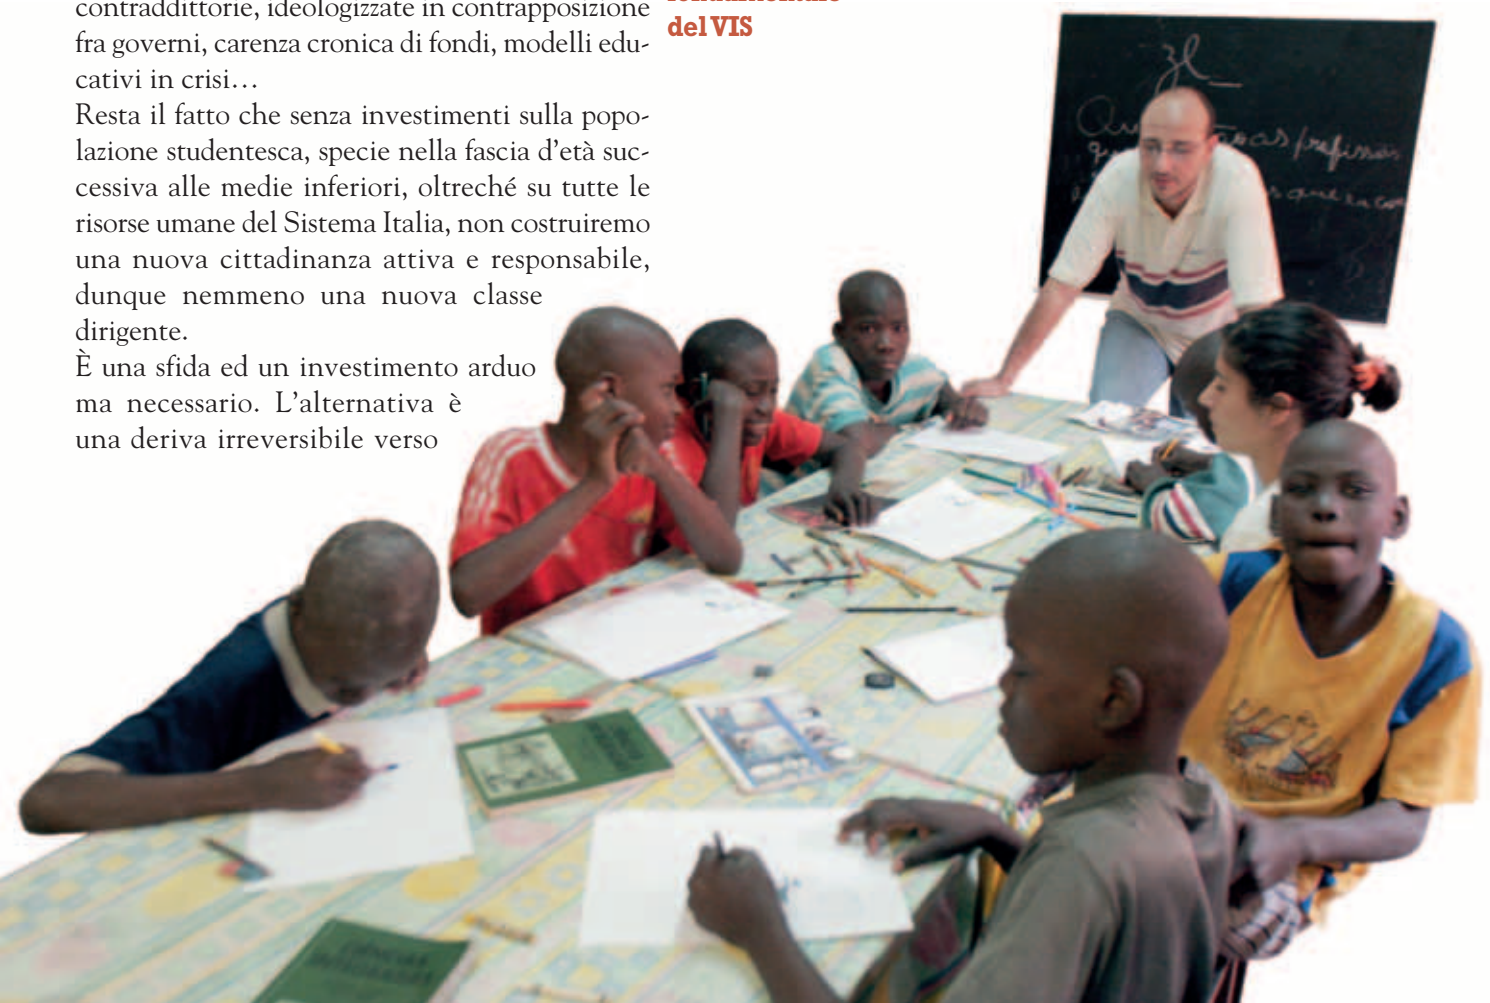 contraddittorie, ideologizzate in contrapposizione
fra governi, carenza cronica di fondi, modelli edu-
cativi in crisi…
Resta il fatto che senza investimenti sulla popo-
lazione studentesca, specie nella fascia d'età suc-
cessiva alle medie inferiori, oltreché su tutte le
risorse umane del Sistema Italia, non costruiremo
una nuova cittadinanza attiva e responsabile,
dunque nemmeno una nuova classe
dirigente.
È una sfida ed un investimento arduo
ma necessario. L'alternativa è
una deriva irreversibile verso
del VIS